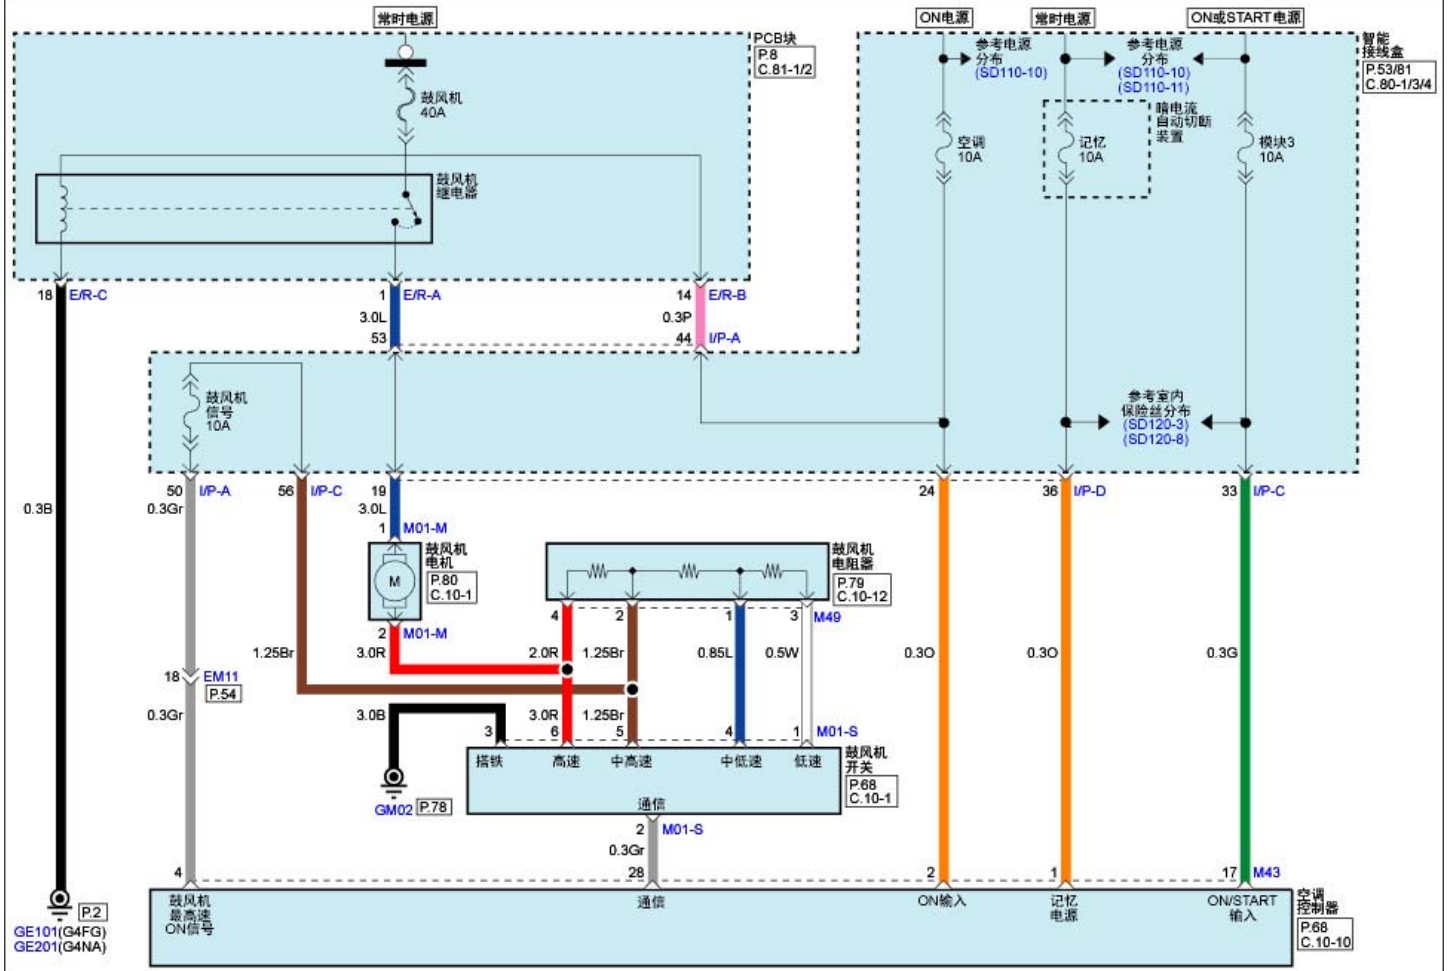 常时电源
ON电源
常时电源
ON或START电源
PCB块
P.8
C.81-1/2
智能
接线盒
P.53/81
C.80-1/3/4
参考电源
分布
(SD110-10)
参考电源
分布
(SD110-10)
(SD110-11)
鼓风机
40A
暗电流
自动切断
装置
空调
10A
记忆
10A
模块3
10A
鼓风机
继电器
18
E/R-C
1
E/R-A
14
E/R-B
3.0L
0.3P
53
44
I/P-A
鼓风机
信号
10A
参考室内
保险丝分布
(SD120-3)
(SD120-8)
50
I/P-A
56
I/P-C
19
24
36
I/P-D
33
I/P-C
0.3B
0.3Gr
3.0L
1
M01-M
鼓风机
电机
P.80
C.10-1
M
鼓风机
电阻器
P.79
C.10-12
2
M01-M
4
2
1
3
M49
1.25Br
3.0R
2.0R
1.25Br
0.85L
0.5W
0.3O
0.3O
0.3G
18
EM11
P.54
0.3Gr
3.0B
3.0R
1.25Br
3
6
5
4
1
M01-S
鼓风机
开关
P.68
C.10-1
搭铁
高速
中高速
中低速
低速
通信
GM02
P.78
2
M01-S
0.3Gr
4
28
2
1
17
M43
P.2
GE101(G4FG)
GE201(G4NA)
鼓风机
最高速
ON信号
通信
ON输入
记忆
电源
ON/START
输入
空调
控制器
P.68
C.10-10